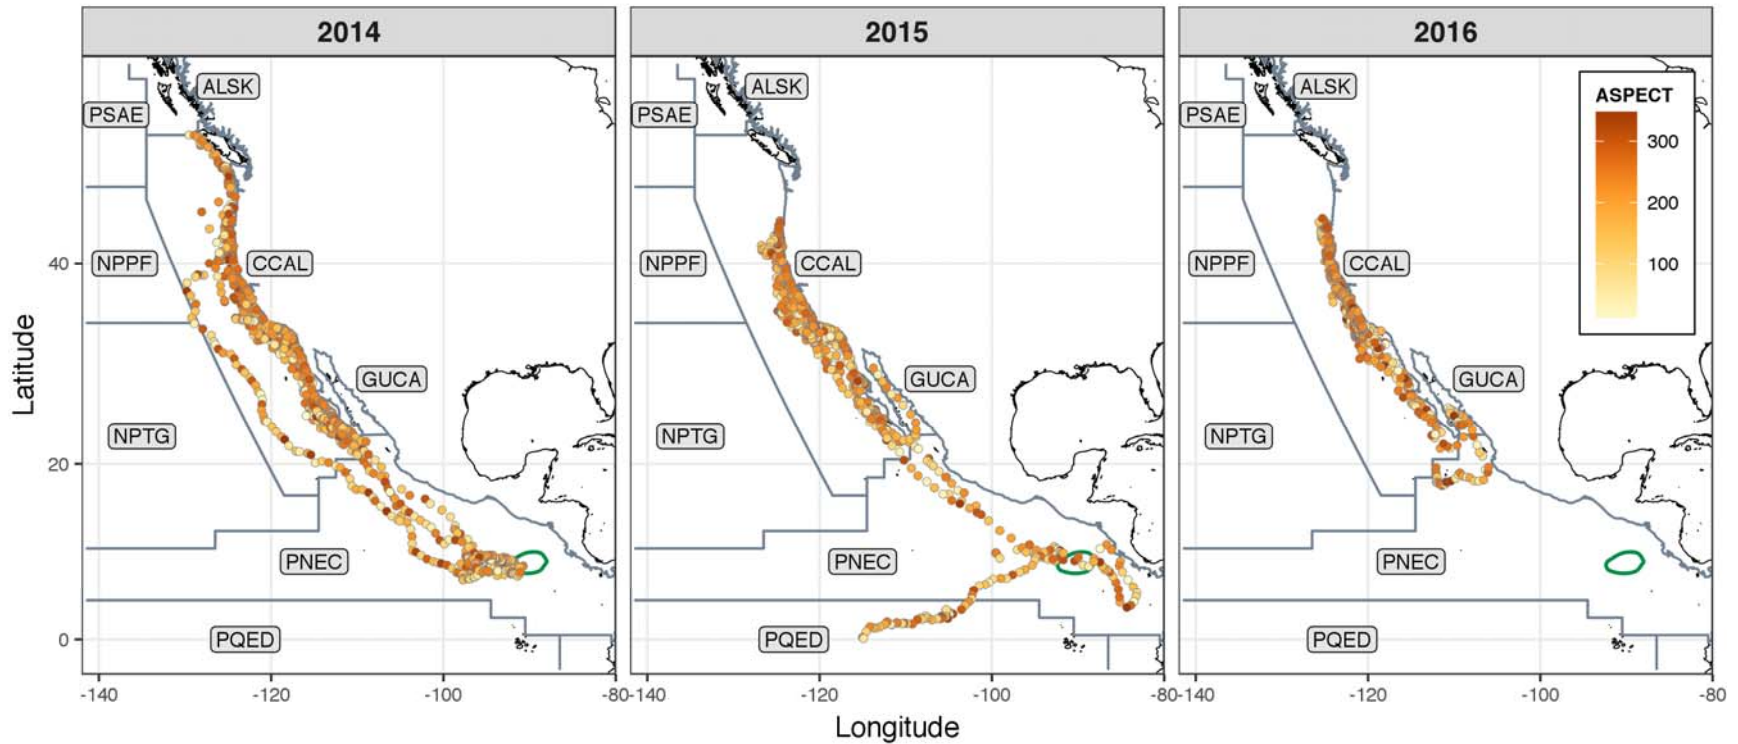 2014
2015
2016
ALSK
PSAE
NPPF
CCAL
GUCA
NPTG
PNEC
PQED
ALSK
PSAE
NPPF
CCAL
GUCA
NPTG
PNEC
PQED
ALSK
PSAE
NPPF
CCAL
GUCA
NPTG
PNEC
PQED
ASPECT
300
200
100
Latitude
40
20
0
-140
-120
-100
-80
-140
-120
-100
-80
-140
-120
-100
-80
Longitude